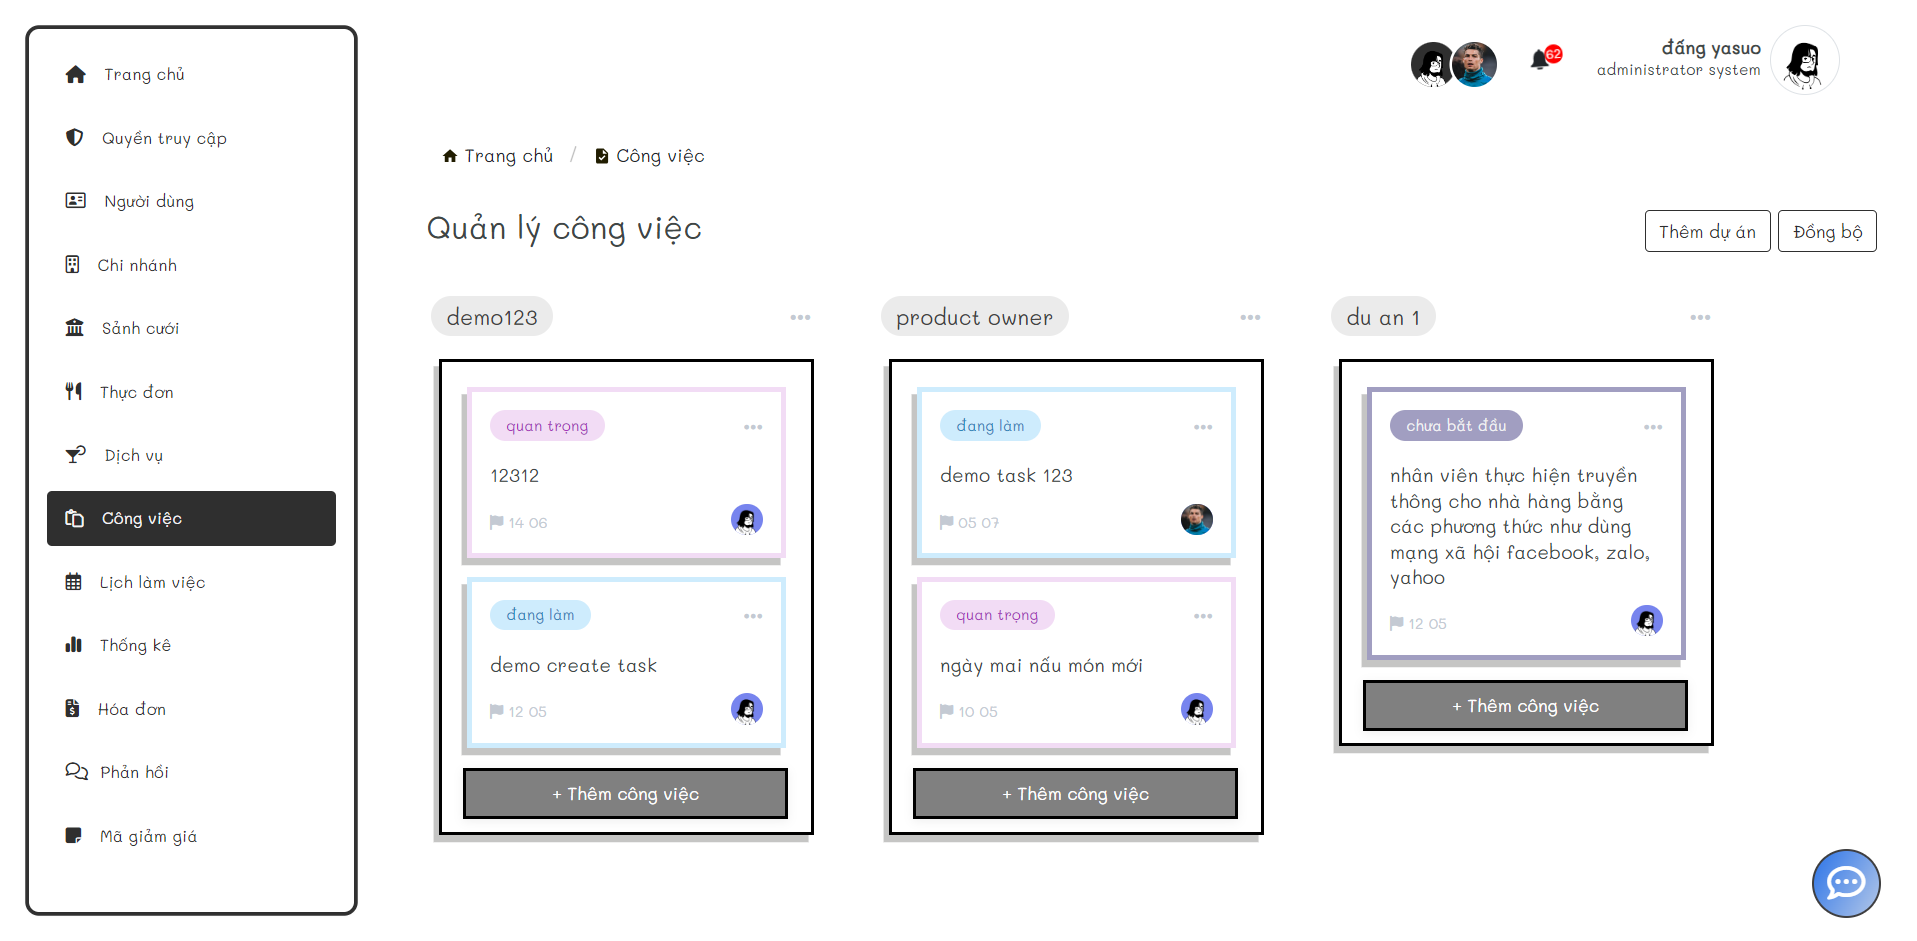 Trang chủ
Quyền truy cập
Người dùng
Chi nhánh
Sảnh cưới
Thực đơn
Dịch vụ
Công việc
Lịch làm việc
Thống kê
Hóa đơn
Phản hồi
Mã giảm giá
62
đấng yasuo
administrator system
Trang chủ / Công việc
Quản lý công việc
Thêm dự án
Đồng bộ
demo123
quan trọng
12312
14 06
đang làm
demo create task
12 05
+ Thêm công việc
product owner
đang làm
demo task 123
05 07
quan trọng
ngày mai nấu món mới
10 05
+ Thêm công việc
du an 1
chưa bắt đầu
nhân viên thực hiện truyền
thông cho nhà hàng bằng
các phương thức như dùng
mạng xã hội facebook, zalo,
yahoo
12 05
+ Thêm công việc